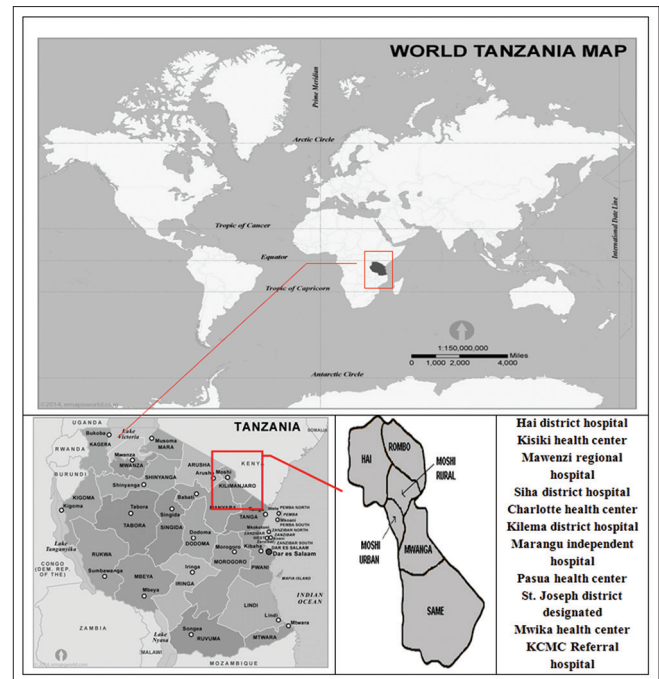 WORLD TANZANIA MAP
Prime Meridian
Arctic Circle
International Date Line
Tropic of Cancer
Equator
Tropic of Capricorn
1:150,000,000
Miles
0 1,000 2,000 4,000
Antarctic Circle
TANZANIA
UGANDA
SOMALIA
Bukoba
Lake
Victoria
KAGERA
Musoma
MARA
RWANDA
Mwanza
MWANZA
ARUSHA
KENYA
Moshi
Arusha
KILIMANJARO
BURUNDI
Shinyanga
SHINYANGA
Babati
MANYARA
KIGOMA
Kigoma
Tabora
TABORA
Singida
SINGIDA
Tanga
TANGA
PEMBA NORTH
PEMBA
PEMBA SOUTH
Dodoma
DODOMA
ZANZIBAR SOUTH
Lake
Tanganyika
Morogoro
MOROGORO
Kibaha
PWANI
DAR ES SALAAM
Dar es Salaam
CONGO
(DEM. REP.
OF THE)
RUKWA
Sumbawanga
MBEYA
Mbeya
Iringa
IRINGA
MAFIA ISLAND
INDIAN
OCEAN
LINDI
Lindi
Mtwara
MTWARA
ZAMBIA
Lake
Nyasa
Songea
RUVUMA
MALAWI
MOZAMBIQUE
HAI
ROMBO
MOSHI
RURAL
MOSHI
URBAN
MWANGA
SAME
Hai district hospital
Kisiki health center
Mawenzi regional
hospital
Siha district hospital
Charlotte health center
Kilema district hospital
Marangu independent
hospital
Pasua health center
St. Joseph district
designated
Mwika health center
KCMC Referral
hospital